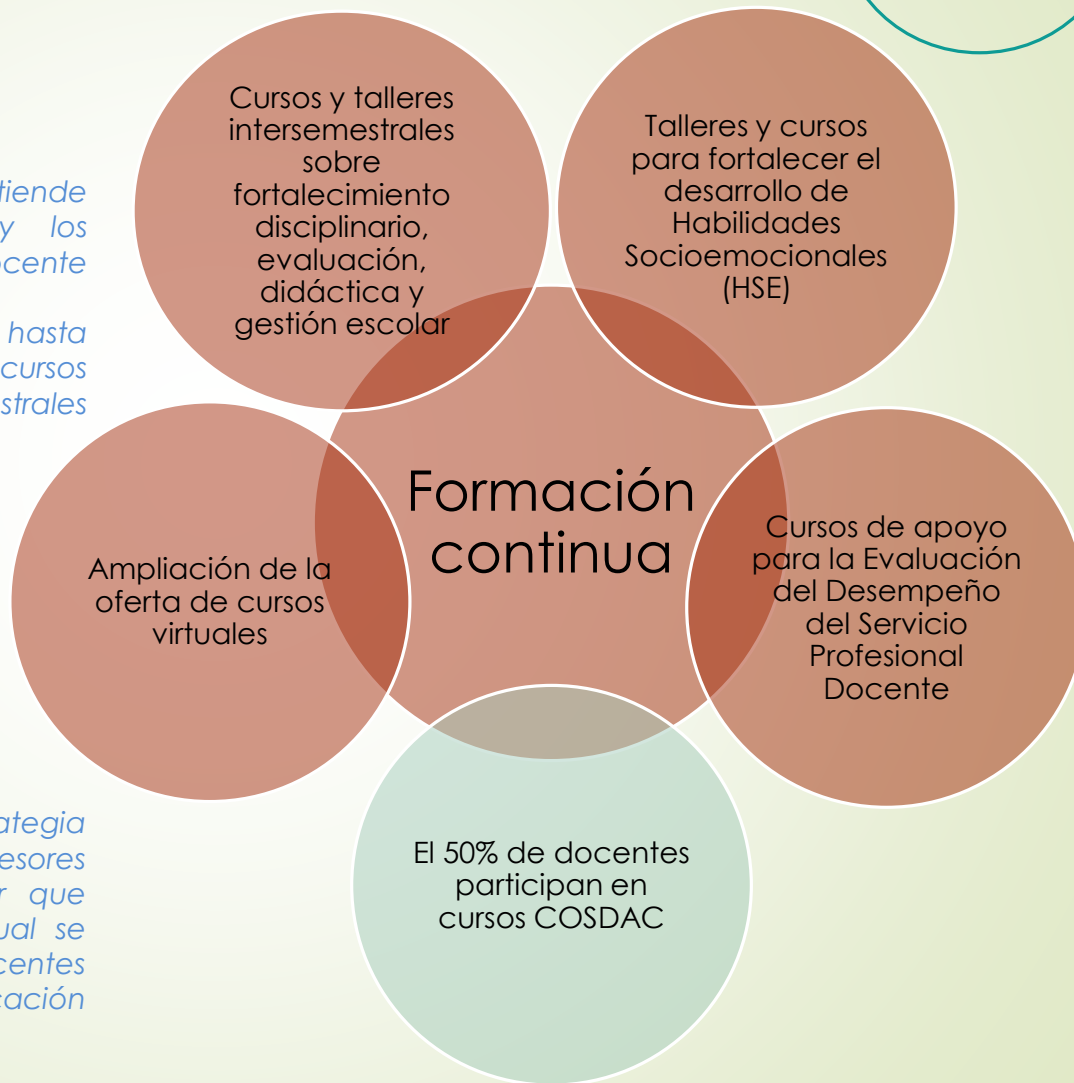 Cursos y talleres
intersemestrales
sobre
fortalecimiento
disciplinario,
evaluación,
didáctica y
gestión escolar
Talleres y cursos
para fortalecer el
desarrollo de
Habilidades
Socioemocionales
(HSE)
tiende
y los
ocente
hasta
cursos
strales
Formación
continua
Ampliación de la
oferta de cursos
virtuales
Cursos de apoyo
para la Evaluación
del Desempeño
del Servicio
Profesional
Docente
ategia
esores
r que
ual se
centes
cación
El 50% de docentes
participan en
cursos COSDAC